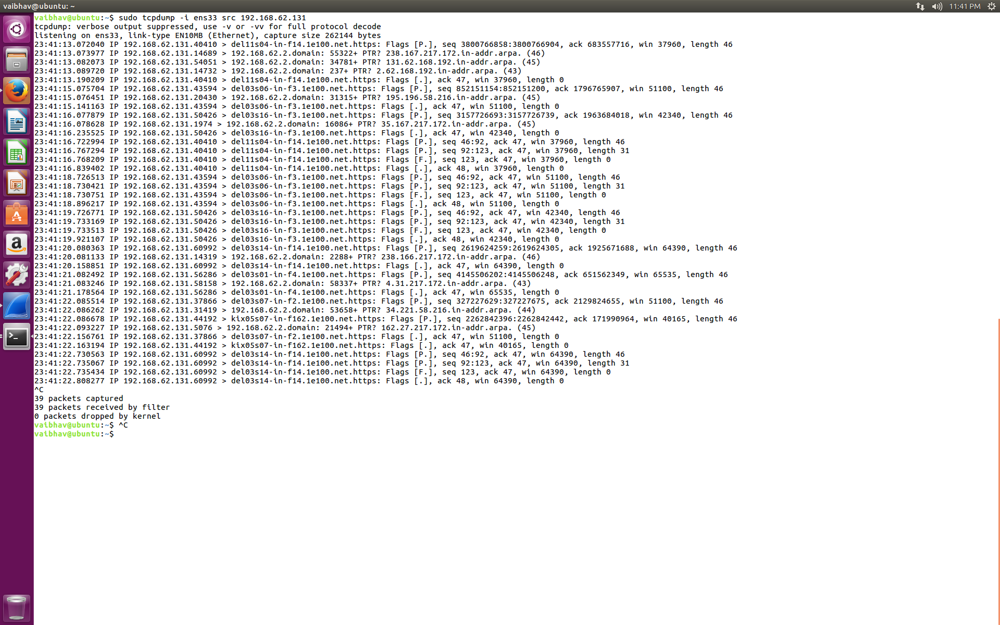 vaibhav@ubuntu: ~
11:41 PM
vaibhav@ubuntu:~$ sudo tcpdump -i ens33 src 192.168.62.131
tcpdump: verbose output suppressed, use -v or -vv for full protocol decode
listening on ens33, link-type EN10MB (Ethernet), capture size 262144 bytes
23:41:13.072040 IP 192.168.62.131.40410 > del11s04-in-f14.1e100.net.https: Flags [P.], seq 3800766858:3800766904, ack 683557716, win 37960, length 46
23:41:13.073977 IP 192.168.62.131.14689 > 192.168.62.2.domain: 55322+ PTR? 238.167.217.172.in-addr.arpa. (46)
23:41:13.082073 IP 192.168.62.131.54051 > 192.168.62.2.domain: 34781+ PTR? 131.62.168.192.in-addr.arpa. (45)
23:41:13.089720 IP 192.168.62.131.14732 > 192.168.62.2.domain: 237+ PTR? 2.62.168.192.in-addr.arpa. (43)
23:41:13.190209 IP 192.168.62.131.40410 > del11s04-in-f14.1e100.net.https: Flags [.], ack 47, win 37960, length 0
23:41:15.075704 IP 192.168.62.131.43594 > del03s06-in-f3.1e100.net.https: Flags [P.], seq 852151154:852151200, ack 1796765907, win 51100, length 46
23:41:15.076451 IP 192.168.62.131.20430 > 192.168.62.2.domain: 31315+ PTR? 195.196.58.216.in-addr.arpa. (45)
23:41:15.141163 IP 192.168.62.131.43594 > del03s06-in-f3.1e100.net.https: Flags [.], ack 47, win 51100, length 0
23:41:16.077879 IP 192.168.62.131.50426 > del03s16-in-f3.1e100.net.https: Flags [P.], seq 3157726693:3157726739, ack 1963684018, win 42340, length 46
23:41:16.078628 IP 192.168.62.131.1974 > 192.168.62.2.domain: 16086+ PTR? 35.167.217.172.in-addr.arpa. (45)
23:41:16.235525 IP 192.168.62.131.50426 > del03s16-in-f3.1e100.net.https: Flags [.], ack 47, win 42340, length 0
23:41:16.722994 IP 192.168.62.131.40410 > del11s04-in-f14.1e100.net.https: Flags [P.], seq 46:92, ack 47, win 37960, length 46
23:41:16.767294 IP 192.168.62.131.40410 > del11s04-in-f14.1e100.net.https: Flags [P.], seq 92:123, ack 47, win 37960, length 31
23:41:16.768209 IP 192.168.62.131.40410 > del11s04-in-f14.1e100.net.https: Flags [F.], seq 123, ack 47, win 37960, length 0
23:41:16.839402 IP 192.168.62.131.40410 > del11s04-in-f14.1e100.net.https: Flags [.], ack 48, win 37960, length 0
23:41:18.726513 IP 192.168.62.131.43594 > del03s06-in-f3.1e100.net.https: Flags [P.], seq 46:92, ack 47, win 51100, length 46
23:41:18.730421 IP 192.168.62.131.43594 > del03s06-in-f3.1e100.net.https: Flags [P.], seq 92:123, ack 47, win 51100, length 31
23:41:18.730751 IP 192.168.62.131.43594 > del03s06-in-f3.1e100.net.https: Flags [F.], seq 123, ack 47, win 51100, length 0
23:41:18.896217 IP 192.168.62.131.43594 > del03s06-in-f3.1e100.net.https: Flags [.], ack 48, win 51100, length 0
23:41:19.726771 IP 192.168.62.131.50426 > del03s16-in-f3.1e100.net.https: Flags [P.], seq 46:92, ack 47, win 42340, length 46
23:41:19.733169 IP 192.168.62.131.50426 > del03s16-in-f3.1e100.net.https: Flags [P.], seq 92:123, ack 47, win 42340, length 31
23:41:19.733513 IP 192.168.62.131.50426 > del03s16-in-f3.1e100.net.https: Flags [F.], seq 123, ack 47, win 42340, length 0
23:41:19.921107 IP 192.168.62.131.50426 > del03s16-in-f3.1e100.net.https: Flags [.], ack 48, win 42340, length 0
23:41:20.080363 IP 192.168.62.131.60992 > del03s14-in-f14.1e100.net.https: Flags [P.], seq 2619624259:2619624305, ack 1925671688, win 64390, length 46
23:41:20.081133 IP 192.168.62.131.14319 > 192.168.62.2.domain: 2288+ PTR? 238.166.217.172.in-addr.arpa. (46)
23:41:20.158851 IP 192.168.62.131.60992 > del03s14-in-f14.1e100.net.https: Flags [.], ack 47, win 64390, length 0
23:41:21.082492 IP 192.168.62.131.56286 > del03s01-in-f4.1e100.net.https: Flags [P.], seq 4145506202:4145506248, ack 651562349, win 65535, length 46
23:41:21.083246 IP 192.168.62.131.58158 > 192.168.62.2.domain: 58337+ PTR? 4.31.217.172.in-addr.arpa. (43)
23:41:21.178564 IP 192.168.62.131.56286 > del03s01-in-f4.1e100.net.https: Flags [.], ack 47, win 65535, length 0
23:41:22.085514 IP 192.168.62.131.37866 > del03s07-in-f2.1e100.net.https: Flags [P.], seq 327227629:327227675, ack 2129824655, win 51100, length 46
23:41:22.086262 IP 192.168.62.131.31419 > 192.168.62.2.domain: 53658+ PTR? 34.221.58.216.in-addr.arpa. (44)
23:41:22.086678 IP 192.168.62.131.44192 > kix05s07-in-f162.1e100.net.https: Flags [P.], seq 2262842396:2262842442, ack 171990964, win 40165, length 46
23:41:22.093227 IP 192.168.62.131.5076 > 192.168.62.2.domain: 21494+ PTR? 162.27.217.172.in-addr.arpa. (45)
23:41:22.156761 IP 192.168.62.131.37866 > del03s07-in-f2.1e100.net.https: Flags [.], ack 47, win 51100, length 0
23:41:22.163194 IP 192.168.62.131.44192 > kix05s07-in-f162.1e100.net.https: Flags [.], ack 47, win 40165, length 0
23:41:22.730563 IP 192.168.62.131.60992 > del03s14-in-f14.1e100.net.https: Flags [P.], seq 46:92, ack 47, win 64390, length 46
23:41:22.735067 IP 192.168.62.131.60992 > del03s14-in-f14.1e100.net.https: Flags [P.], seq 92:123, ack 47, win 64390, length 31
23:41:22.735434 IP 192.168.62.131.60992 > del03s14-in-f14.1e100.net.https: Flags [F.], seq 123, ack 47, win 64390, length 0
23:41:22.808277 IP 192.168.62.131.60992 > del03s14-in-f14.1e100.net.https: Flags [.], ack 48, win 64390, length 0
^C
39 packets captured
39 packets received by filter
0 packets dropped by kernel
vaibhav@ubuntu:~$ ^C
vaibhav@ubuntu:~$